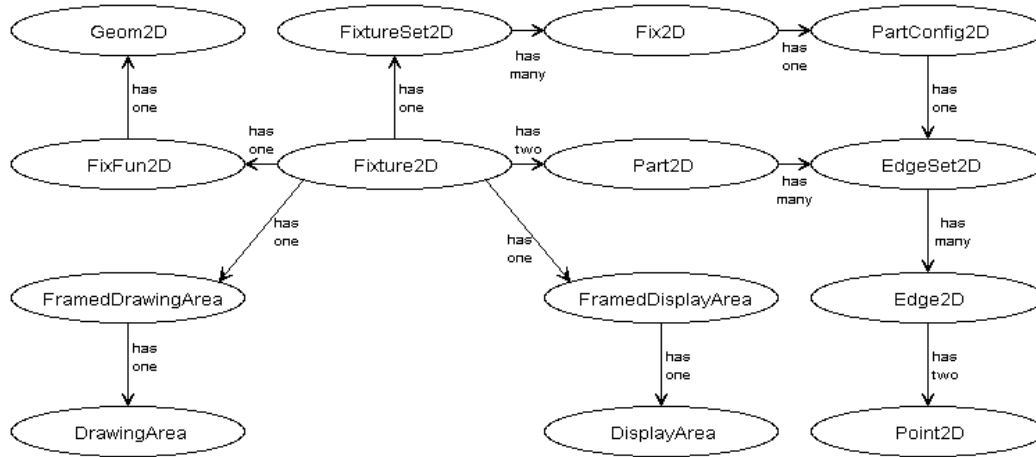 Geom2D
FixtureSet2D
has
many
Fix2D
has
one
PartConfig2D
has
one
has
one
has
one
FixFun2D
has
one
Fixture2D
has
two
Part2D
has
many
EdgeSet2D
has
one
has
one
has
many
FramedDrawingArea
FramedDisplayArea
Edge2D
has
one
has
one
has
two
DrawingArea
DisplayArea
Point2D